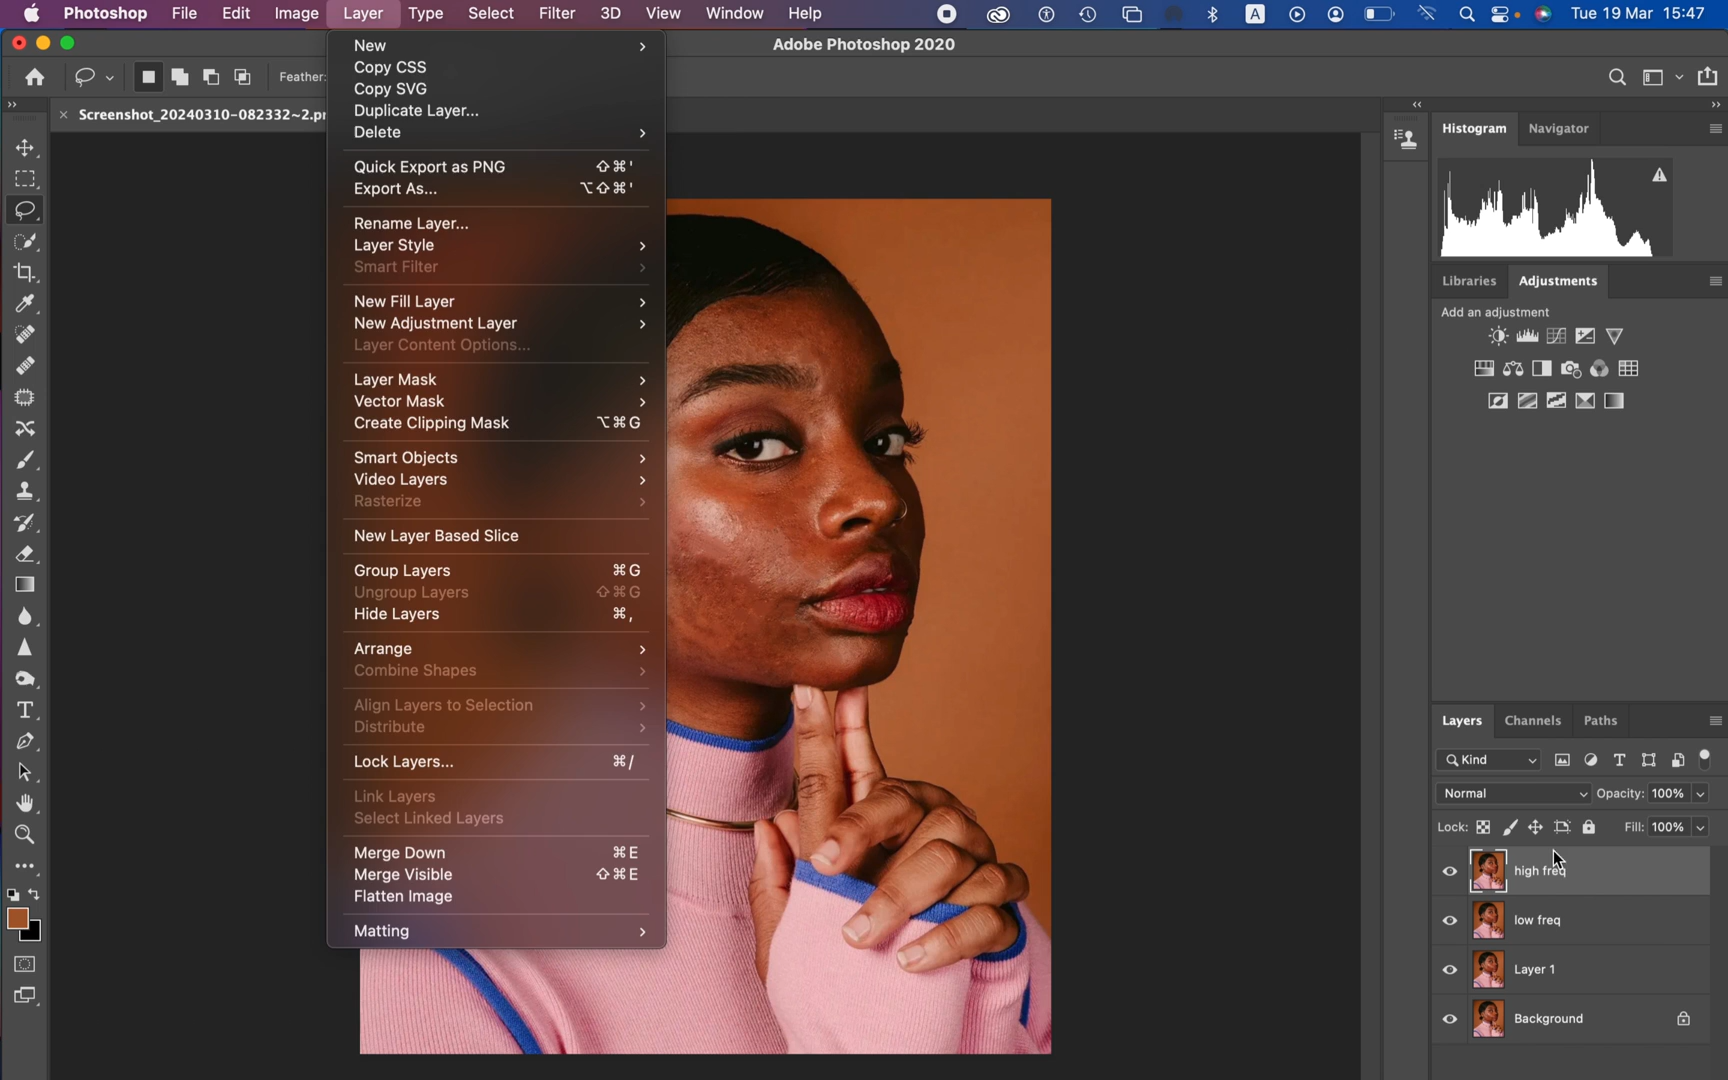 Photoshop File Edit Image Layer Type Select Filter 3D View Window Help A Tue 19 Mar 15:47
Adobe Photoshop 2020
Feather:
× Screenshot_20240310-082332~2.pn
New
Copy CSS
Copy SVG
Duplicate Layer...
Delete
Quick Export as PNG ⇧⌘'
Export As... ⌥⇧⌘'
Rename Layer...
Layer Style
Smart Filter
New Fill Layer
New Adjustment Layer
Layer Content Options...
Layer Mask
Vector Mask
Create Clipping Mask ⌥⌘G
Smart Objects
Video Layers
Rasterize
New Layer Based Slice
Group Layers ⌘G
Ungroup Layers ⇧⌘G
Hide Layers ⌘,
Arrange
Combine Shapes
Align Layers to Selection
Distribute
Lock Layers... ⌘/
Link Layers
Select Linked Layers
Merge Down ⌘E
Merge Visible ⇧⌘E
Flatten Image
Matting
Histogram Navigator
Libraries Adjustments
Add an adjustment
Layers Channels Paths
Kind
Normal Opacity: 100%
Lock: Fill: 100%
high freq
low freq
Layer 1
Background